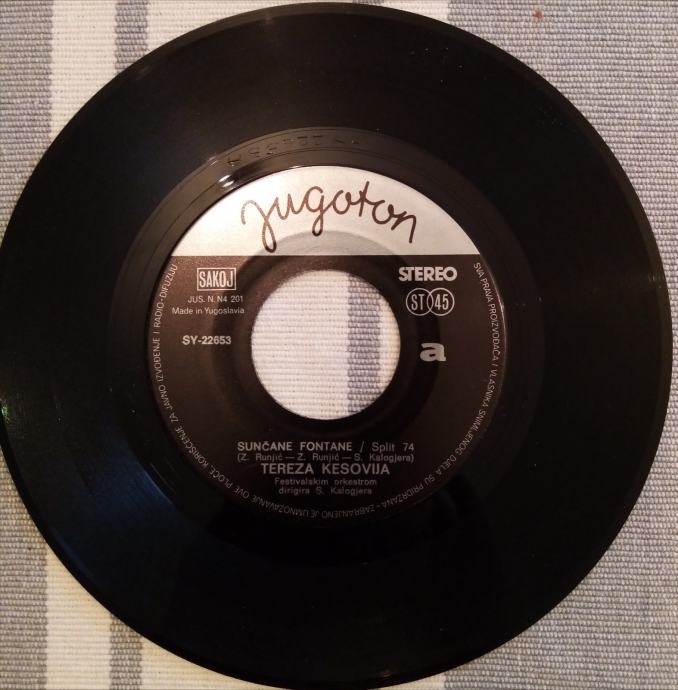 jugoton
SAKOJ
JUS. N. N4 201
Made in Yugoslavia
SY-22653
STEREO
ST 45
a
SUNČANE FONTANE / Split 74
(Z. Runjić — Z. Runjić — S. Kalogjera)
TEREZA KESOVIJA
Festivalskim orkestrom
dirigira S. Kalogjera
SVA PRAVA PROIZVOĐAČA I VLASNIKA SNIMLJENOG DJELA SU PRIDRŽANA - ZABRANJENO JE UMNOŽAVANJE OVE PLOČE, KORIŠĆENJE ZA JAVNO IZVOĐENJE I RADIO-DIFUZIJU